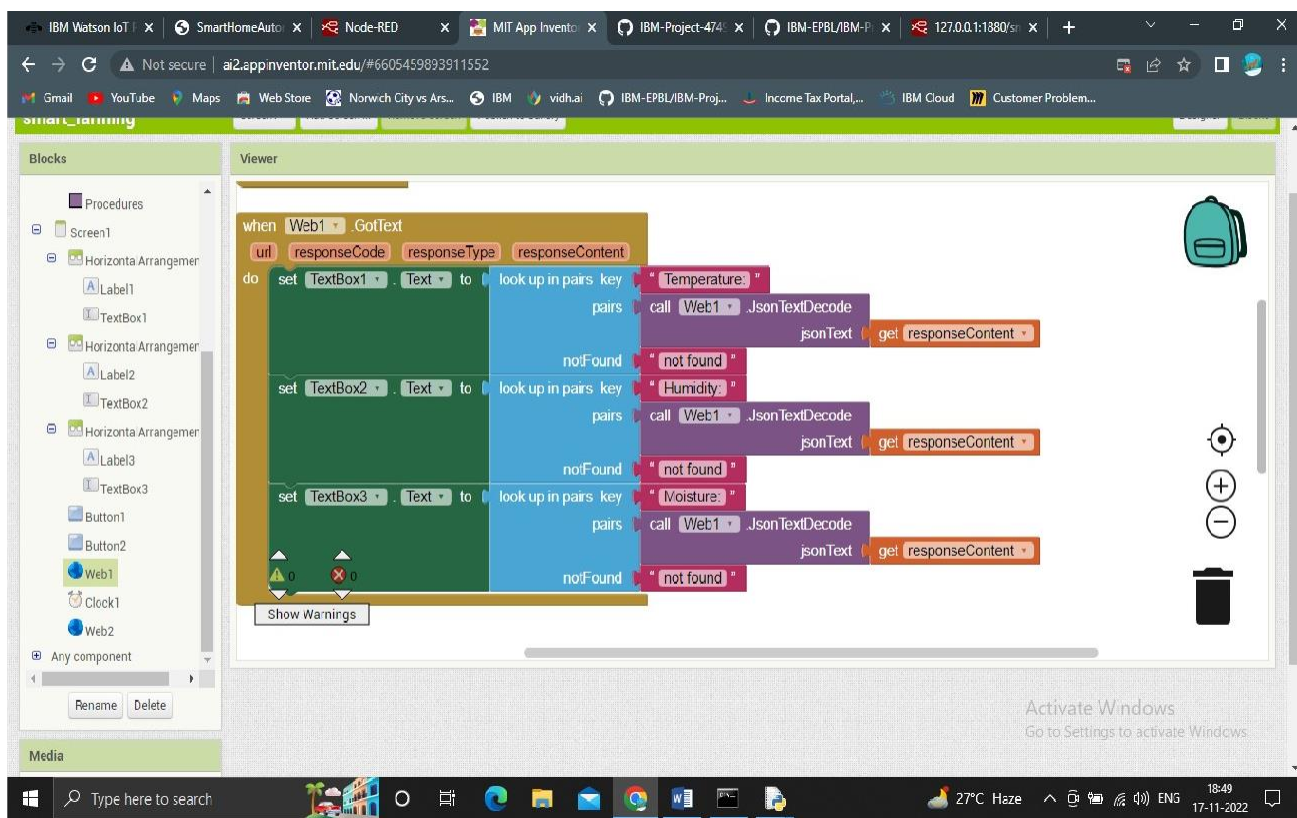 IBM Watson IoT P x SmartHomeAuto x Node-RED x MIT App Invento x IBM-Project-4749 x IBM-EPBL/IBM-P x 127.0.0.1:1880/sm x +
Not secure | ai2.appinventor.mit.edu/#6605459893911552
Gmail YouTube Maps Web Store Norwich City vs Ars... IBM vidh.ai IBM-EPBL/IBM-Proj... Income Tax Portal,... IBM Cloud Customer Problem...
Blocks
Procedures
Screen1
HorizontalArrangemen
Label1
TextBox1
HorizontalArrangemen
Label2
TextBox2
HorizontalArrangemen
Label3
TextBox3
Button1
Button2
Web1
Clock1
Web2
Any component
Rename Delete
Media
Viewer
when Web1 .GotText
url responseCode responseType responseContent
do set TextBox1 . Text to look up in pairs key " Temperature: "
pairs call Web1 .JsonTextDecode
jsonText get responseContent
notFound " not found "
set TextBox2 . Text to look up in pairs key " Humidity: "
pairs call Web1 .JsonTextDecode
jsonText get responseContent
notFound " not found "
set TextBox3 . Text to look up in pairs key " Moisture: "
pairs call Web1 .JsonTextDecode
jsonText get responseContent
0 0 notFound " not found "
Show Warnings
Activate Windows
Go to Settings to activate Windows.
Type here to search
27°C Haze ENG 18:49
17-11-2022